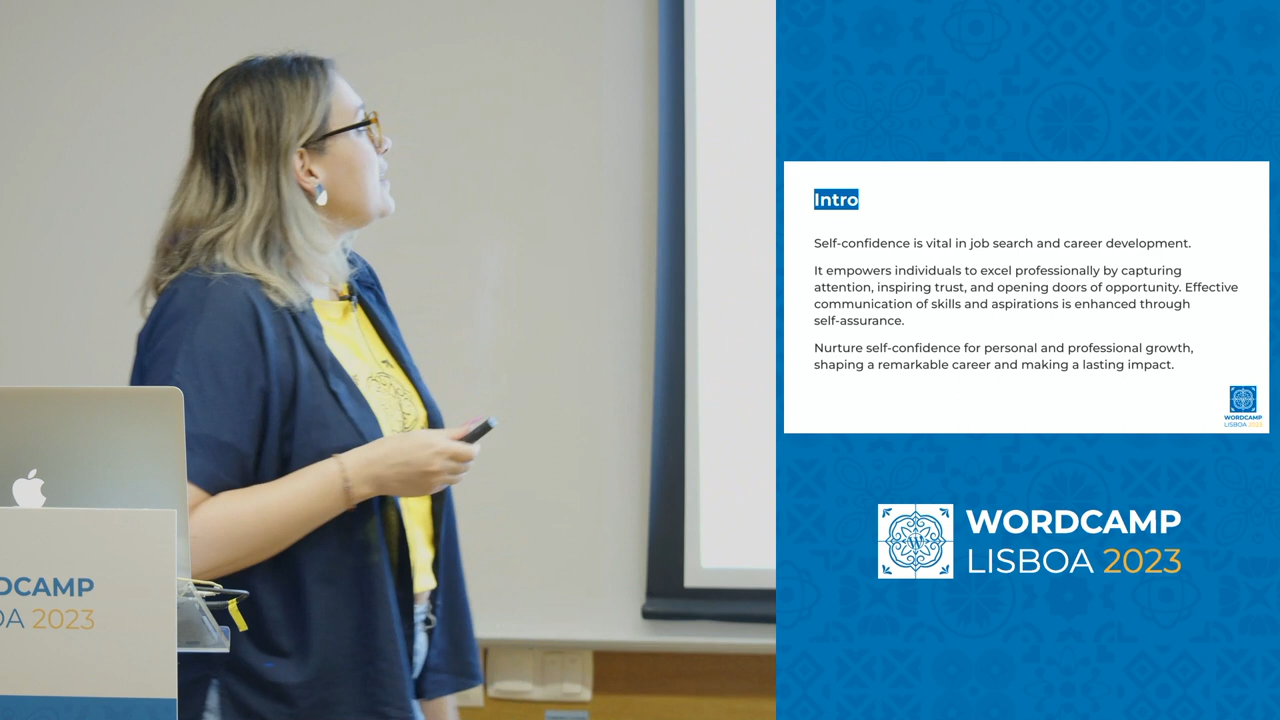 DCAMP
OA 2023
Intro
Self-confidence is vital in job search and career development.
It empowers individuals to excel professionally by capturing
attention, inspiring trust, and opening doors of opportunity. Effective
communication of skills and aspirations is enhanced through
self-assurance.
Nurture self-confidence for personal and professional growth,
shaping a remarkable career and making a lasting impact.
WORDCAMP
LISBOA 2023
W
WORDCAMP
LISBOA 2023